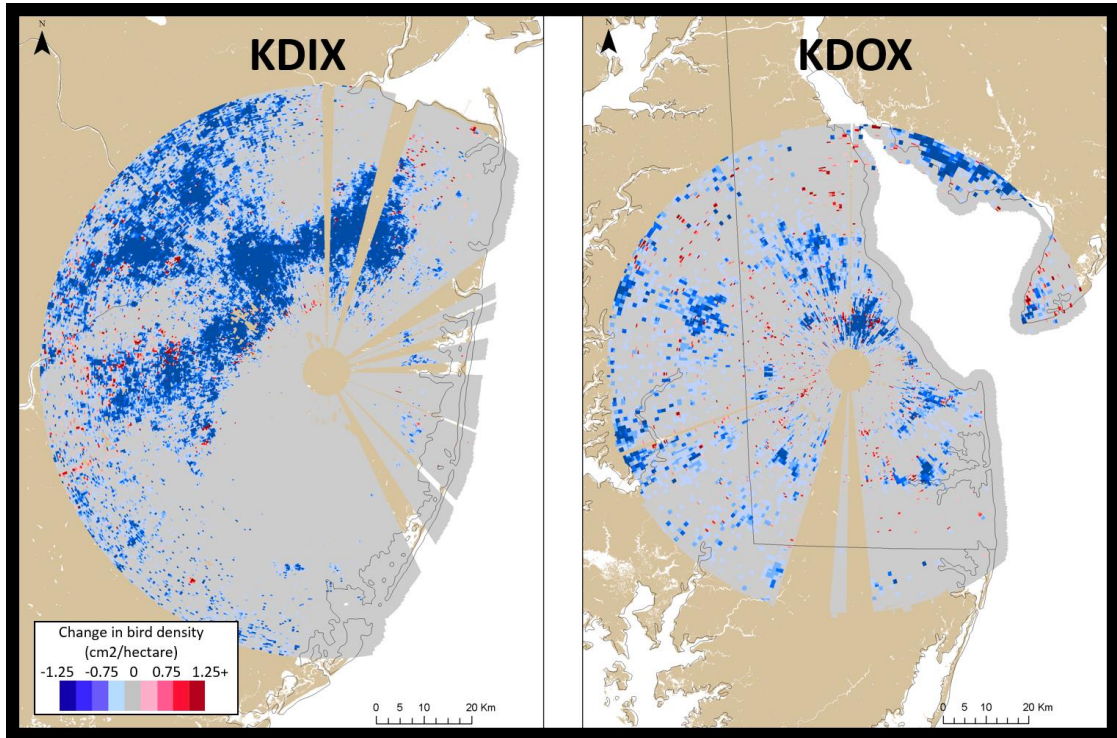 N
KDIX
Change in bird density
(cm2/hectare)
-1.25 -0.75 0 0.75 1.25+
0 5 10 20 Km
N
KDOX
0 5 10 20 Km